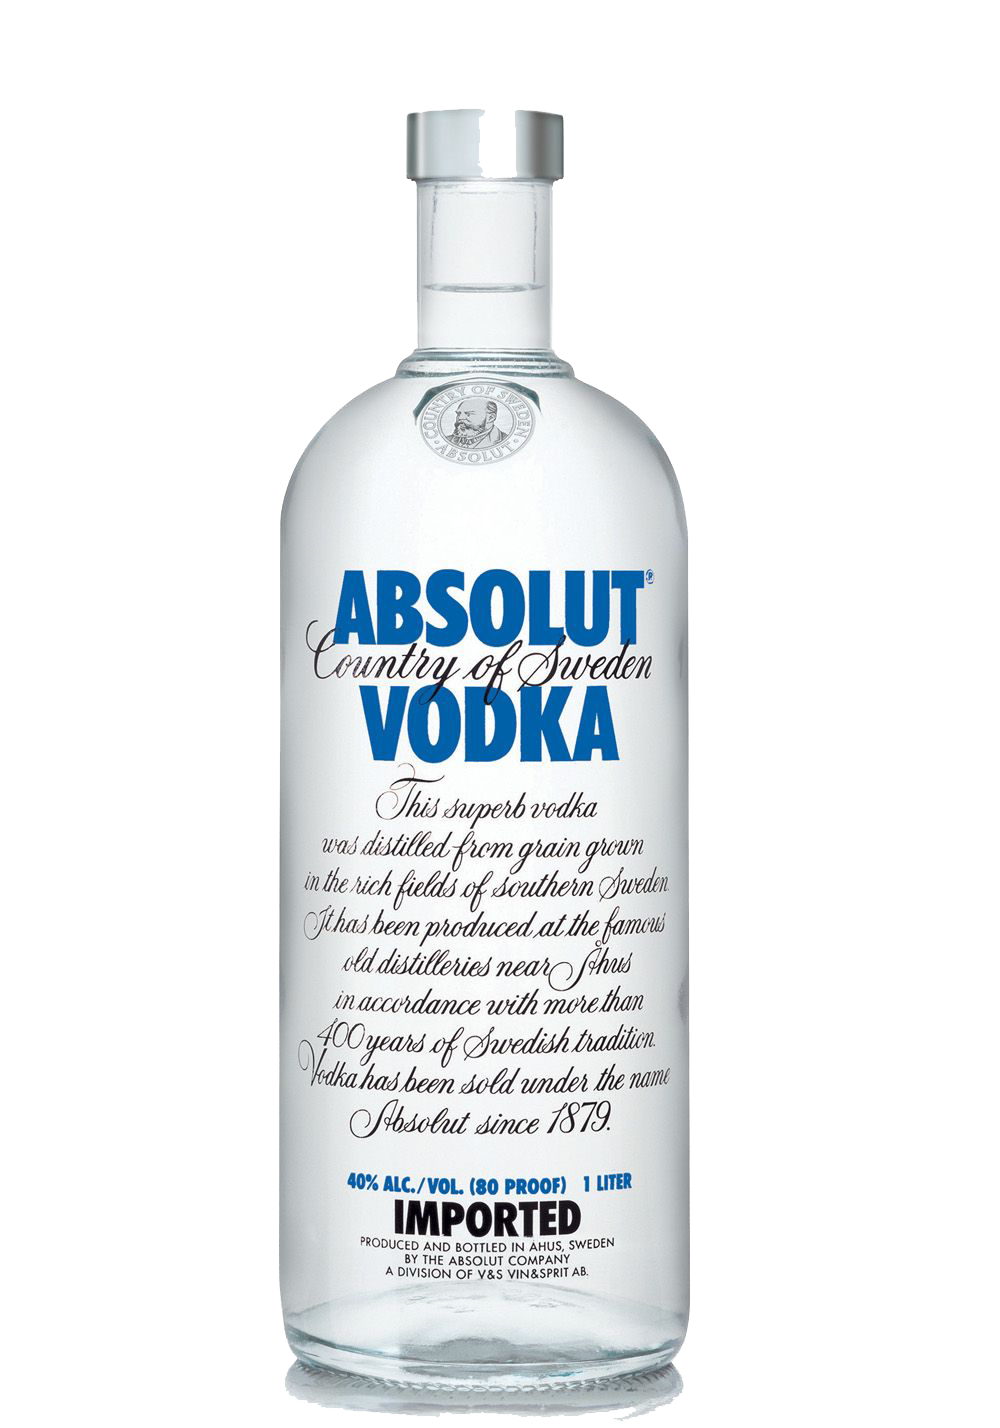 COUNTRY OF SWEDEN
ABSOLUT
ABSOLUT®
Country of Sweden
VODKA
This superb vodka
was distilled from grain grown
in the rich fields of southern Sweden.
It has been produced at the famous
old distilleries near Åhus
in accordance with more than
400 years of Swedish tradition.
Vodka has been sold under the name
Absolut since 1879.
40% ALC./VOL. (80 PROOF) 1 LITER
IMPORTED
PRODUCED AND BOTTLED IN ÅHUS, SWEDEN
BY THE ABSOLUT COMPANY
A DIVISION OF V&S VIN&SPRIT AB.